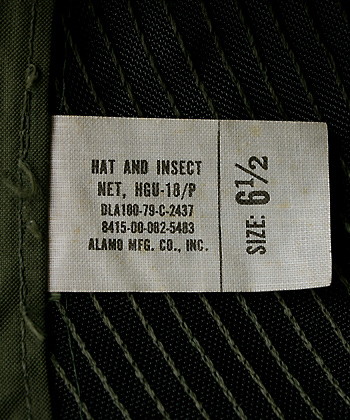 HAT AND INSECT
NET, HGU-18/P
DLA100-79-C-2437
8415-00-082-5483
ALAMO MFG. CO., INC.
SIZE: 6½